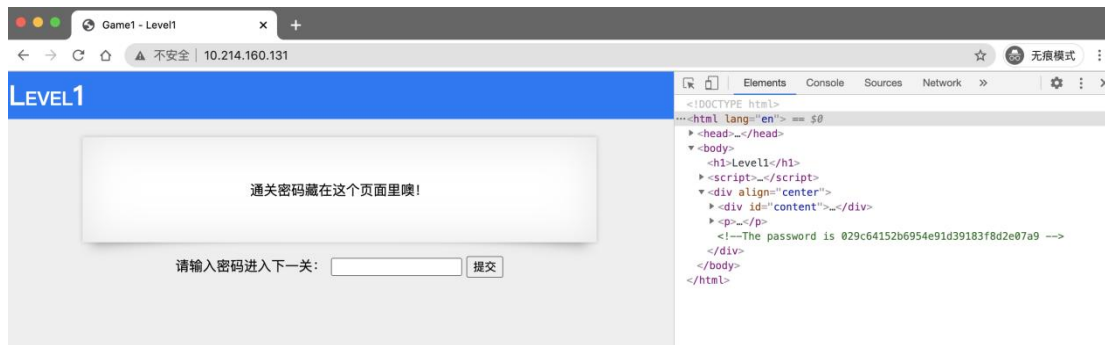 Game1 - Level1
不安全 | 10.214.160.131
无痕模式
LEVEL1
通关密码藏在这个页面里噢！
请输入密码进入下一关：
提交
Elements Console Sources Network »
<!DOCTYPE html>
…<html lang="en"> == $0
▶<head>…</head>
▼<body>
<h1>Level1</h1>
▶<script>…</script>
▼<div align="center">
▶<div id="content">…</div>
▶<p>…</p>
<!--The password is 029c64152b6954e91d39183f8d2e07a9 -->
</div>
</body>
</html>